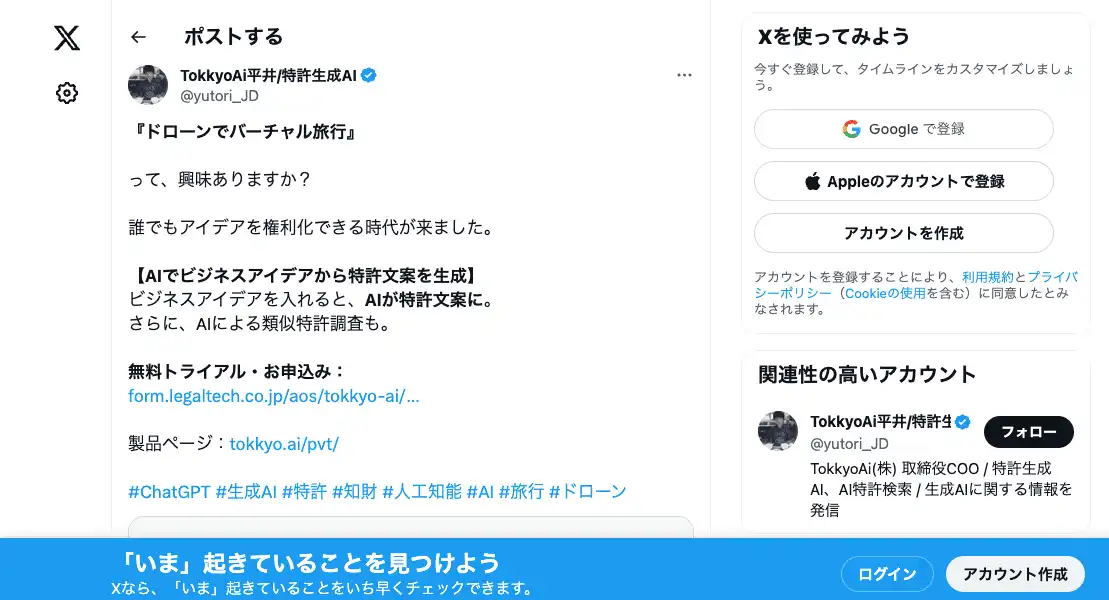 ポストする
TokkyoAi平井/特許生成AI
@yutori_JD
『ドローンでバーチャル旅行』
って、興味ありますか？
誰でもアイデアを権利化できる時代が来ました。
【AIでビジネスアイデアから特許文案を生成】
ビジネスアイデアを入れると、AIが特許文案に。
さらに、AIによる類似特許調査も。
無料トライアル・お申込み：
form.legaltech.co.jp/aos/tokkyo-ai/…
製品ページ：tokkyo.ai/pvt/
#ChatGPT #生成AI #特許 #知財 #人工知能 #AI #旅行 #ドローン
Xを使ってみよう
今すぐ登録して、タイムラインをカスタマイズしましょ
う。
Google で登録
Appleのアカウントで登録
アカウントを作成
アカウントを登録することにより、利用規約とプライバ
シーポリシー（Cookieの使用を含む）に同意したとみ
なされます。
関連性の高いアカウント
TokkyoAi平井/特許生
@yutori_JD
フォロー
TokkyoAi(株) 取締役COO / 特許生成
AI、AI特許検索 / 生成AIに関する情報を
発信
「いま」起きていることを見つけよう
Xなら、「いま」起きていることをいち早くチェックできます。
ログイン
アカウント作成